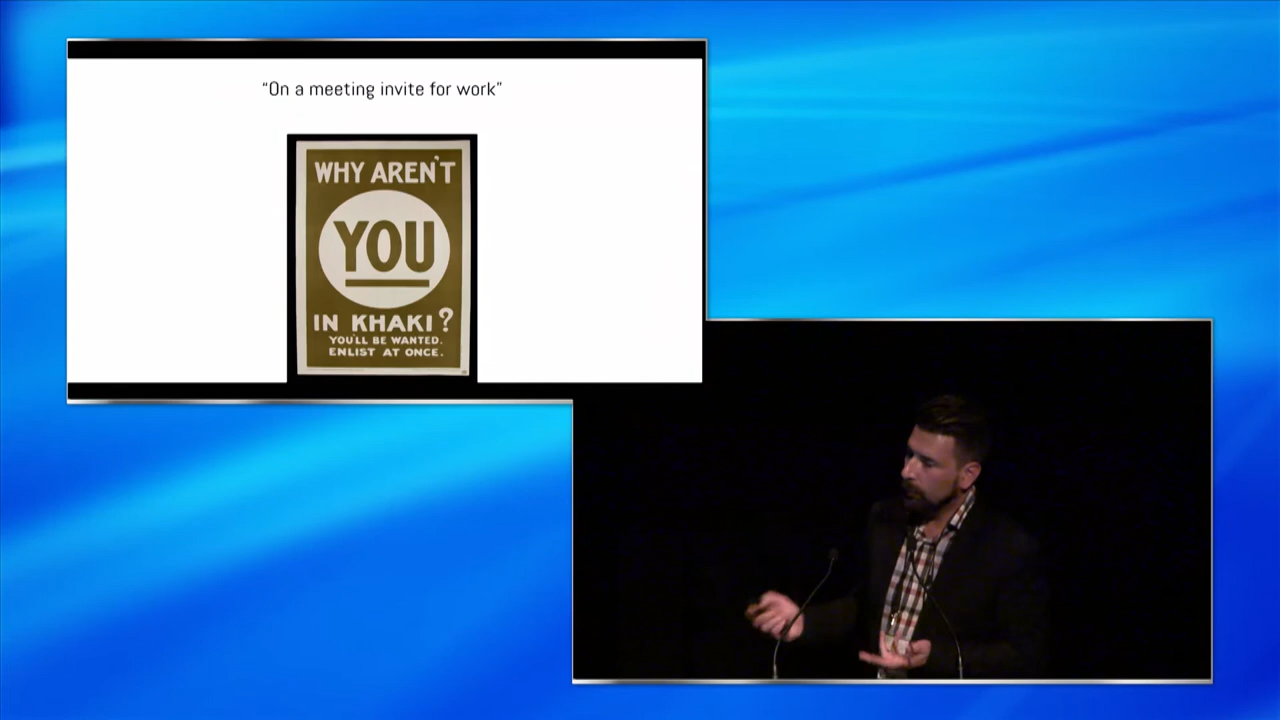 “On a meeting invite for work”
WHY AREN'T
YOU
IN KHAKI?
YOU'LL BE WANTED.
ENLIST AT ONCE.